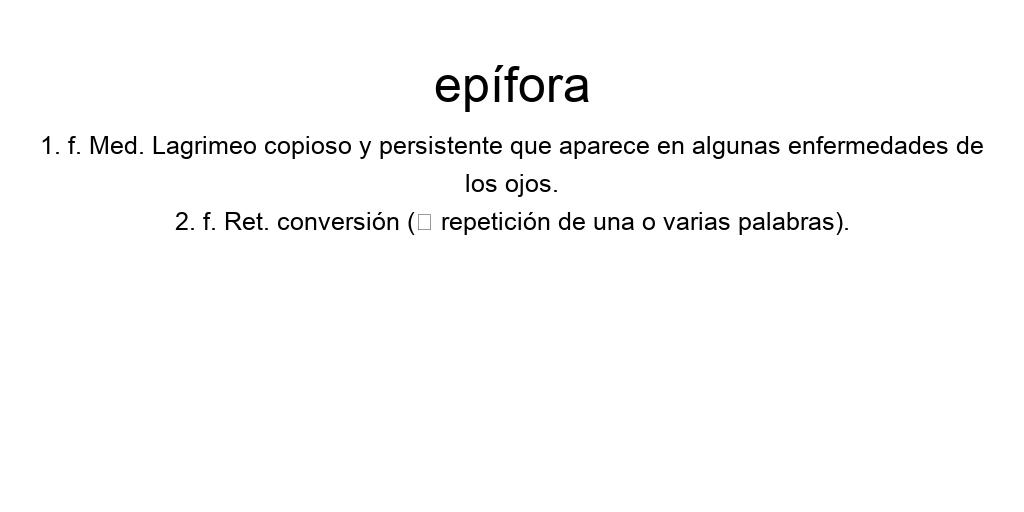 epífora
1. f. Med. Lagrimeo copioso y persistente que aparece en algunas enfermedades de
los ojos.
2. f. Ret. conversión (□ repetición de una o varias palabras).